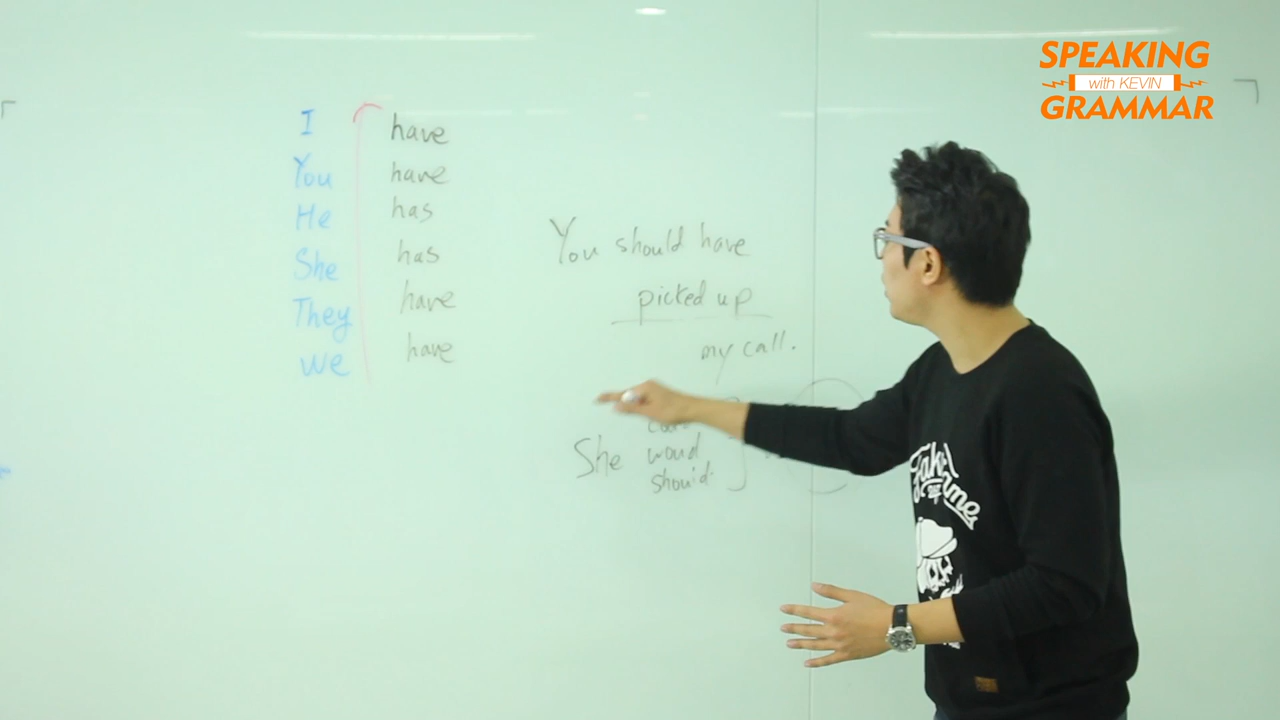 SPEAKING
with KEVIN
GRAMMAR
I have
You have
He has
She has
They have
We have
You should have
picked up
my call.
She would
should